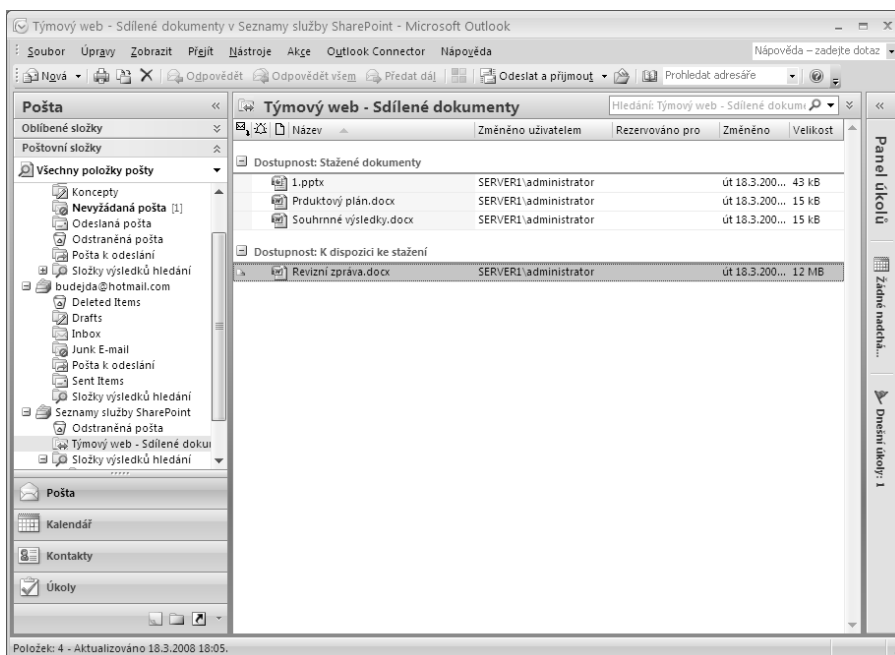 Týmový web - Sdílené dokumenty v Seznamy služby SharePoint - Microsoft Outlook
Soubor Úpravy Zobrazit Přejít Nástroje Akce Outlook Connector Nápověda Nápověda – zadejte dotaz
Nová Odpovědět Odpovědět všem Předat dál Odeslat a přijmout Prohledat adresáře
Pošta
Oblíbené složky
Poštovní složky
Všechny položky pošty
Koncepty
Nevyžádaná pošta [1]
Odeslaná pošta
Odstraněná pošta
Pošta k odeslání
Složky výsledků hledání
budejda@hotmail.com
Deleted Items
Drafts
Inbox
Junk E-mail
Pošta k odeslání
Sent Items
Složky výsledků hledání
Seznamy služby SharePoint
Odstraněná pošta
Týmový web - Sdílené doku
Složky výsledků hledání
Pošta
Kalendář
Kontakty
Úkoly
Týmový web - Sdílené dokumenty Hledání: Týmový web - Sdílené dokume
Název Změněno uživatelem Rezervováno pro Změněno Velikost
Dostupnost: Stažené dokumenty
1.pptx SERVER1\administrator út 18.3.200... 43 kB
Prduktový plán.docx SERVER1\administrator út 18.3.200... 15 kB
Souhrnné výsledky.docx SERVER1\administrator út 18.3.200... 15 kB
Dostupnost: K dispozici ke stažení
Revizní zpráva.docx SERVER1\administrator út 18.3.200... 12 MB
Panel úkolů
Žádné nadchá...
Dnešní úkoly: 1
Položek: 4 - Aktualizováno 18.3.2008 18:05.